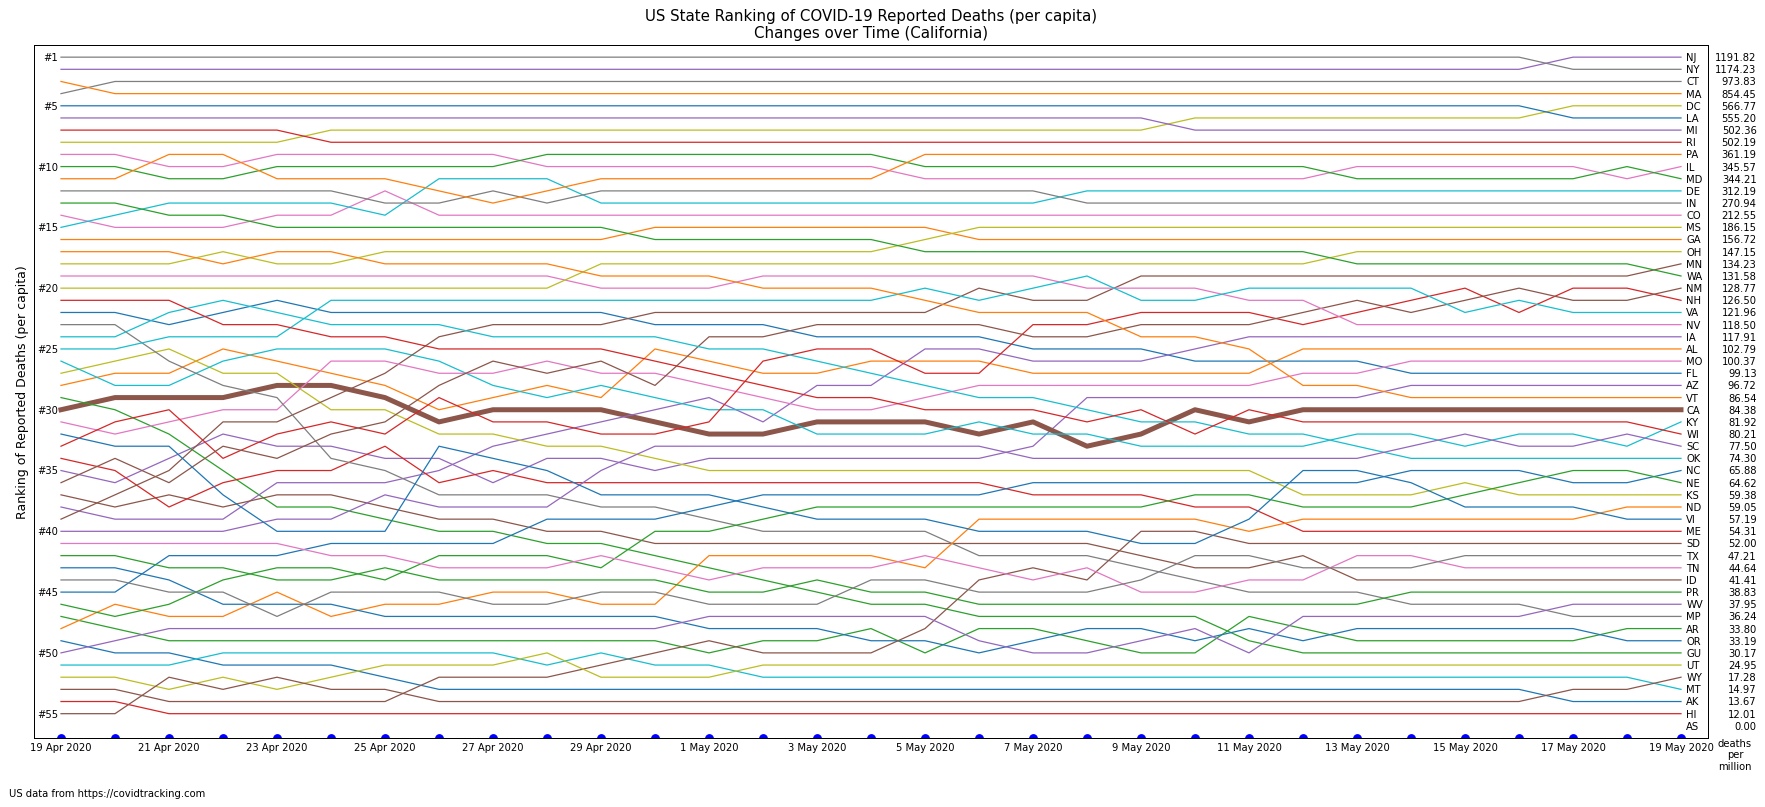 US State Ranking of COVID-19 Reported Deaths (per capita)
Changes over Time (California)
Ranking of Reported Deaths (per capita)
#1
#5
#10
#15
#20
#25
#30
#35
#40
#45
#50
#55
NJ 1191.82
NY 1174.23
CT 973.83
MA 854.45
DC 566.77
LA 555.20
MI 502.36
RI 502.19
PA 361.19
IL 345.57
MD 344.21
DE 312.19
IN 270.94
CO 212.55
MS 186.15
GA 156.72
OH 147.15
MN 134.23
WA 131.58
NM 128.77
NH 126.50
VA 121.96
NV 118.50
IA 117.91
AL 102.79
MO 100.37
FL 99.13
AZ 96.72
VT 86.54
CA 84.38
KY 81.92
WI 80.21
SC 77.50
OK 74.30
NC 65.88
NE 64.62
KS 59.38
ND 59.05
VI 57.19
ME 54.31
SD 52.00
TX 47.21
TN 44.64
ID 41.41
PR 38.83
WV 37.95
MP 36.24
AR 33.80
OR 33.19
GU 30.17
UT 24.95
WY 17.28
MT 14.97
AK 13.67
HI 12.01
AS 0.00
19 Apr 2020 21 Apr 2020 23 Apr 2020 25 Apr 2020 27 Apr 2020 29 Apr 2020 1 May 2020 3 May 2020 5 May 2020 7 May 2020 9 May 2020 11 May 2020 13 May 2020 15 May 2020 17 May 2020 19 May 2020
deaths
per
million
US data from https://covidtracking.com